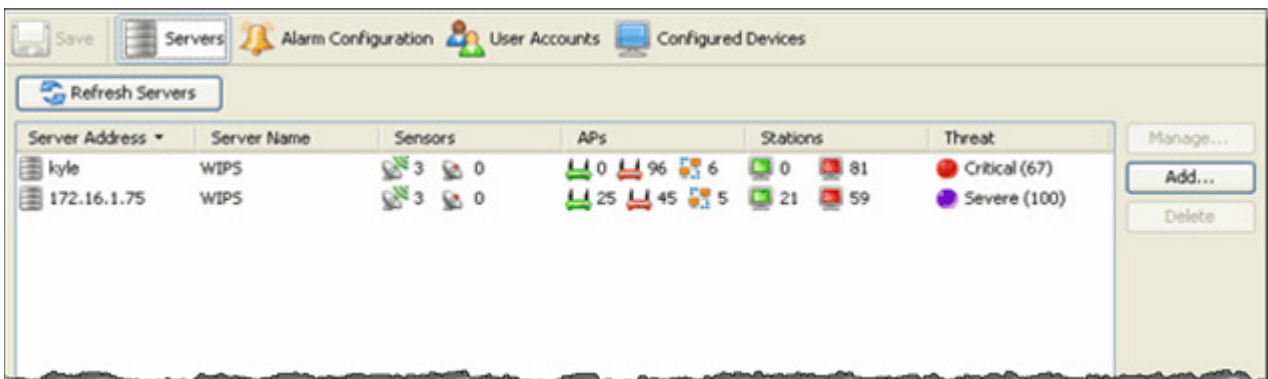 Save Servers Alarm Configuration User Accounts Configured Devices
Refresh Servers
Server Address Server Name Sensors APs Stations Threat
kyle WIPS 3 0 0 96 6 0 81 Critical (67)
172.16.1.75 WIPS 3 0 25 45 5 21 59 Severe (100)
Manage...
Add...
Delete